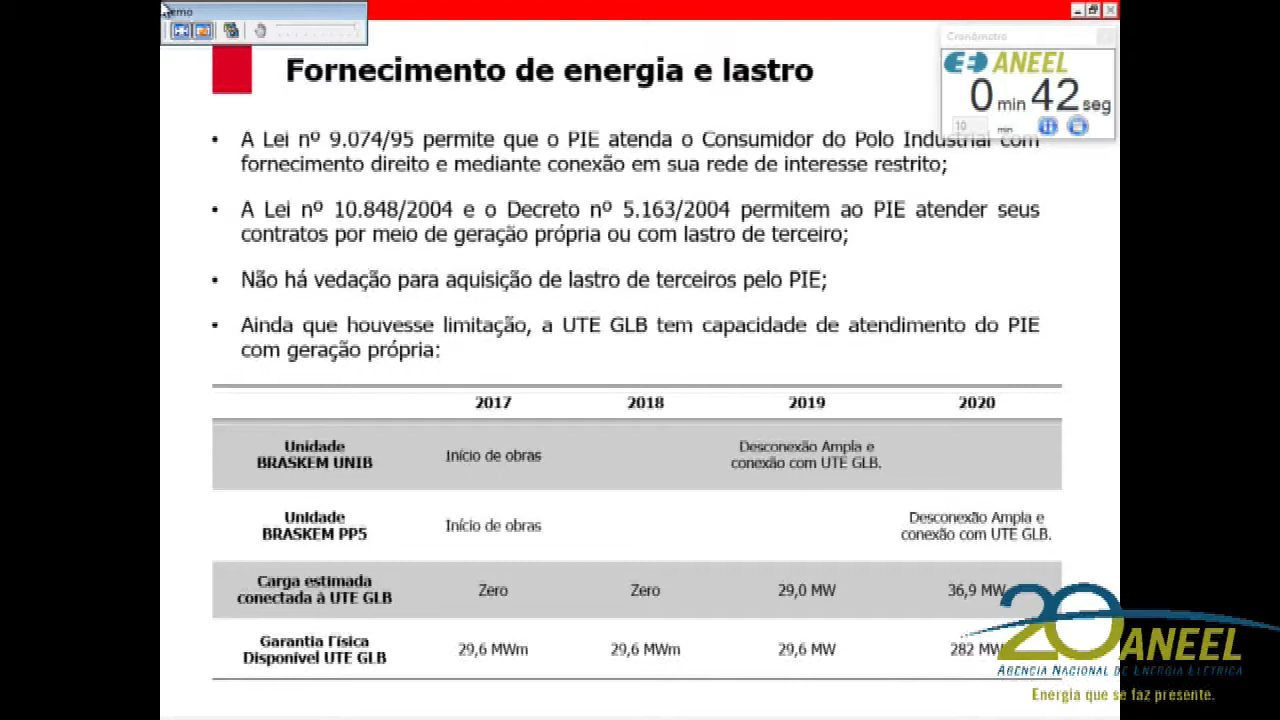 Cronômetro
ANEEL
0 min 42 seg
10 min
Fornecimento de energia e lastro
• A Lei nº 9.074/95 permite que o PIE atenda o Consumidor do Polo Industrial com
fornecimento direito e mediante conexão em sua rede de interesse restrito;
• A Lei nº 10.848/2004 e o Decreto nº 5.163/2004 permitem ao PIE atender seus
contratos por meio de geração própria ou com lastro de terceiro;
• Não há vedação para aquisição de lastro de terceiros pelo PIE;
• Ainda que houvesse limitação, a UTE GLB tem capacidade de atendimento do PIE
com geração própria:
2017 2018 2019 2020
Unidade
BRASKEM UNIB
Início de obras
Desconexão Ampla e
conexão com UTE GLB.
Unidade
BRASKEM PP5
Início de obras
Desconexão Ampla e
conexão com UTE GLB.
Carga estimada
conectada à UTE GLB
Zero Zero 29,0 MW 36,9 MW
Garantia Física
Disponível UTE GLB
29,6 MWm 29,6 MWm 29,6 MW 282 MW
20 ANEEL
AGENCIA NACIONAL DE ENERGIA ELÉTRICA
Energia que se faz presente.